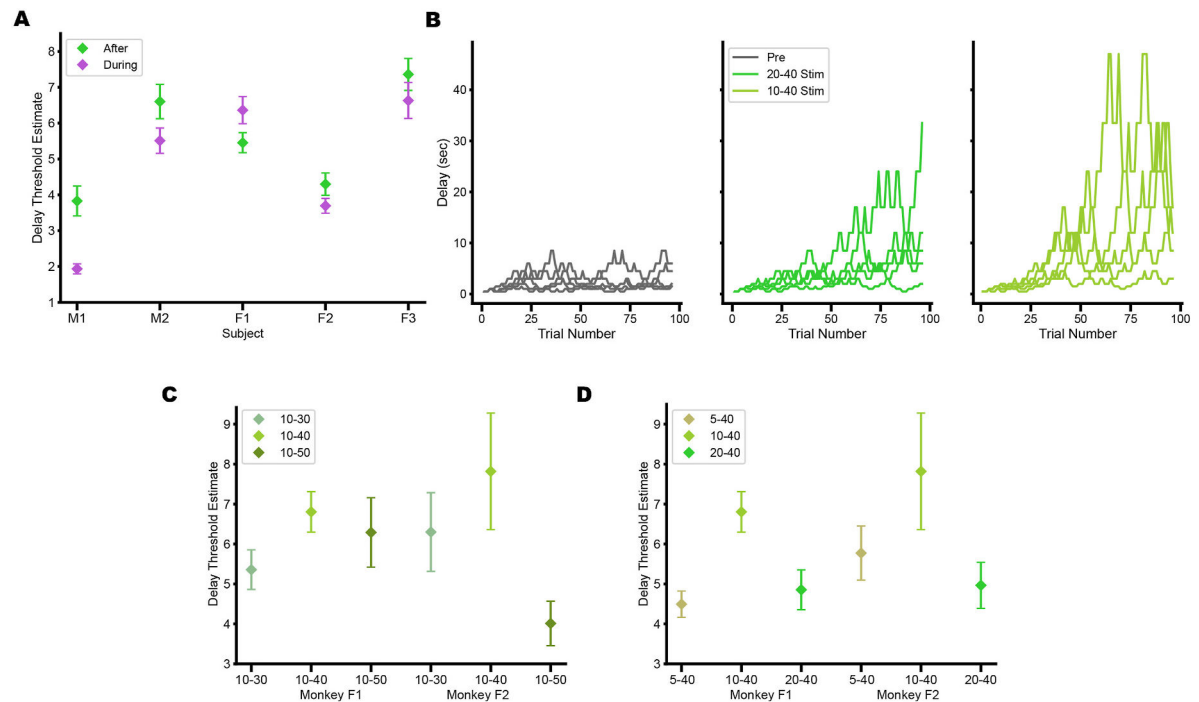 A
After
During
Delay Threshold Estimate
8
7
6
5
4
3
2
1
M1 M2 F1 F2 F3
Subject
B
Delay (sec)
40
30
20
10
0
0 25 50 75 100
Trial Number
Pre
20-40 Stim
10-40 Stim
0 25 50 75 100
Trial Number
0 25 50 75 100
Trial Number
C
10-30
10-40
10-50
Delay Threshold Estimate
9
8
7
6
5
4
3
10-30 10-40 10-50 10-30 10-40 10-50
Monkey F1 Monkey F2
D
5-40
10-40
20-40
Delay Threshold Estimate
9
8
7
6
5
4
3
5-40 10-40 20-40 5-40 10-40 20-40
Monkey F1 Monkey F2